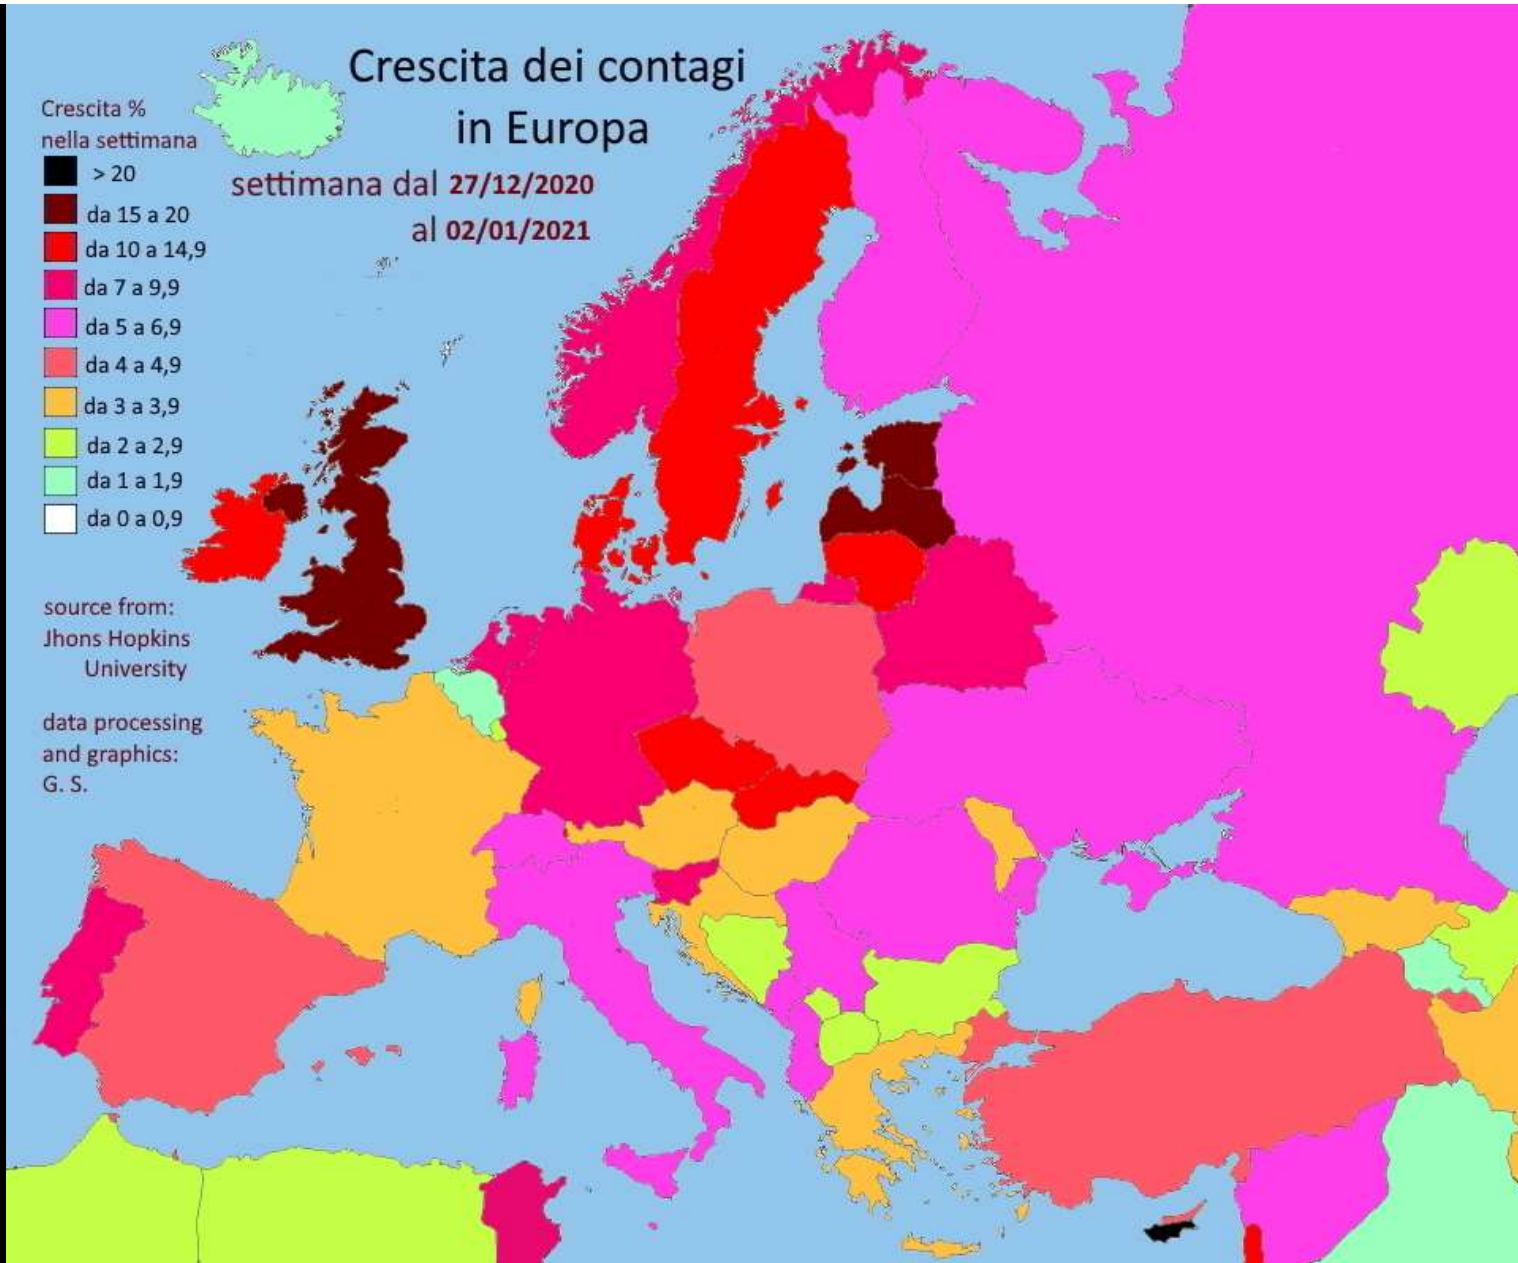 Crescita dei contagi
in Europa
settimana dal 27/12/2020
al 02/01/2021
Crescita %
nella settimana
> 20
da 15 a 20
da 10 a 14,9
da 7 a 9,9
da 5 a 6,9
da 4 a 4,9
da 3 a 3,9
da 2 a 2,9
da 1 a 1,9
da 0 a 0,9
source from:
Jhons Hopkins
University
data processing
and graphics:
G. S.